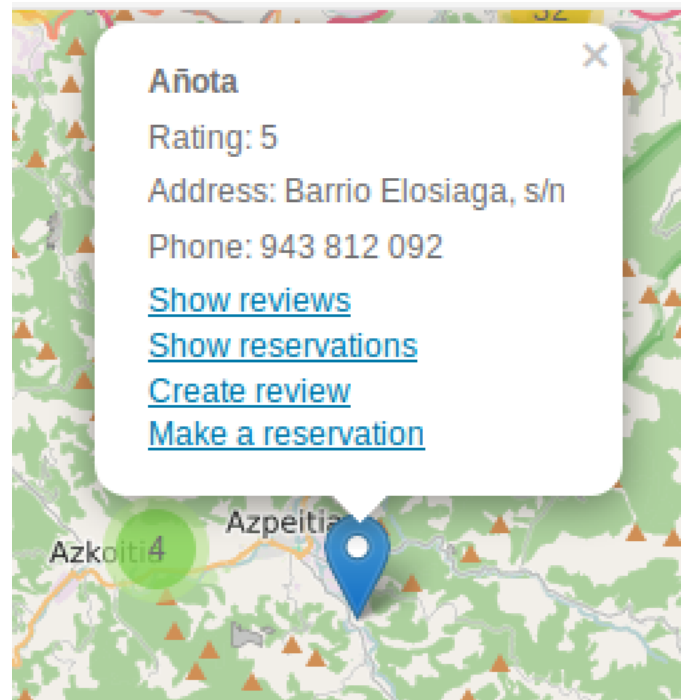 32
×
Añota
Rating: 5
Address: Barrio Elosiaga, s/n
Phone: 943 812 092
Show reviews
Show reservations
Create review
Make a reservation
Azpeitia
Azkoitia
4